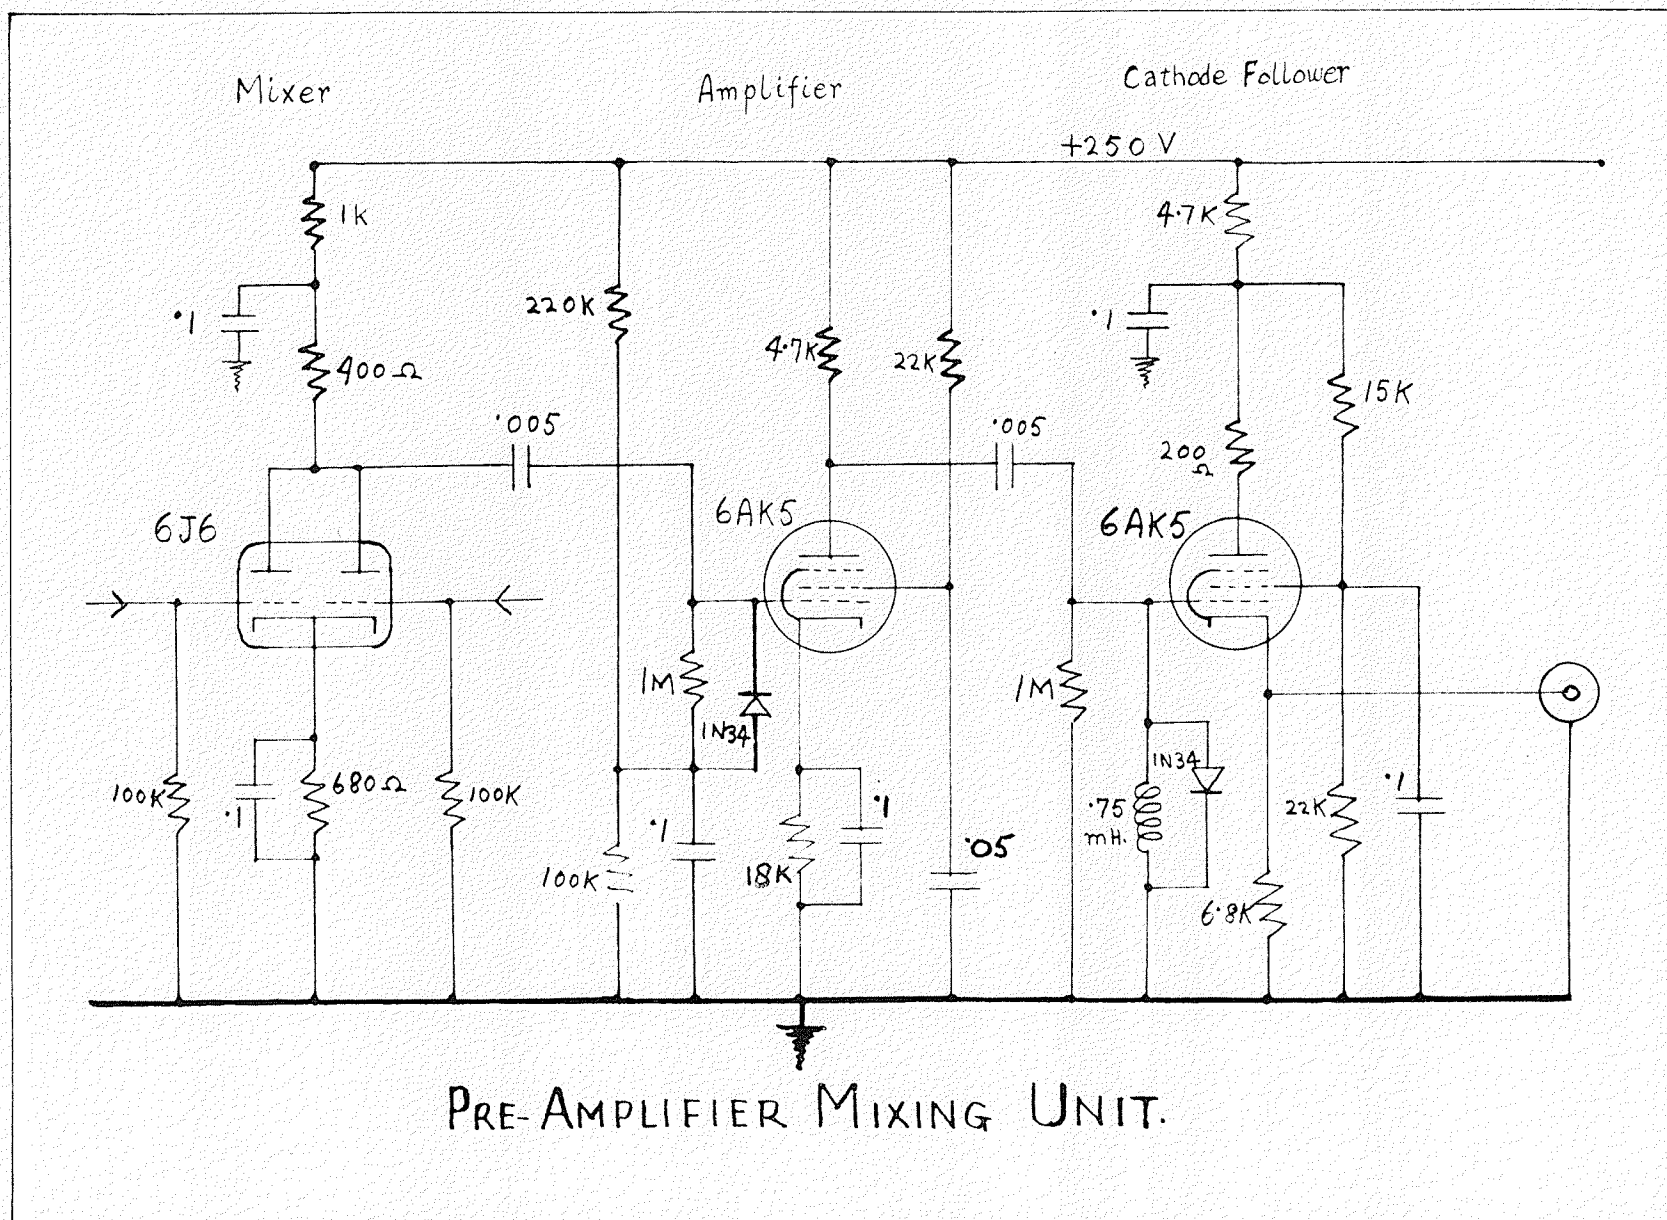 Mixer
Amplifier
Cathode Follower
+250 V
1K
4.7K
·1
220K
4.7K
22K
·1
400Ω
15K
·005
·005
200
Ω
6J6
6AK5
6AK5
1M
1N34
1M
1N34
100K
·1
680Ω
100K
·75
mH.
22K
·1
·1
·1
·05
100K
18K
6·8K
PRE-AMPLIFIER MIXING UNIT.